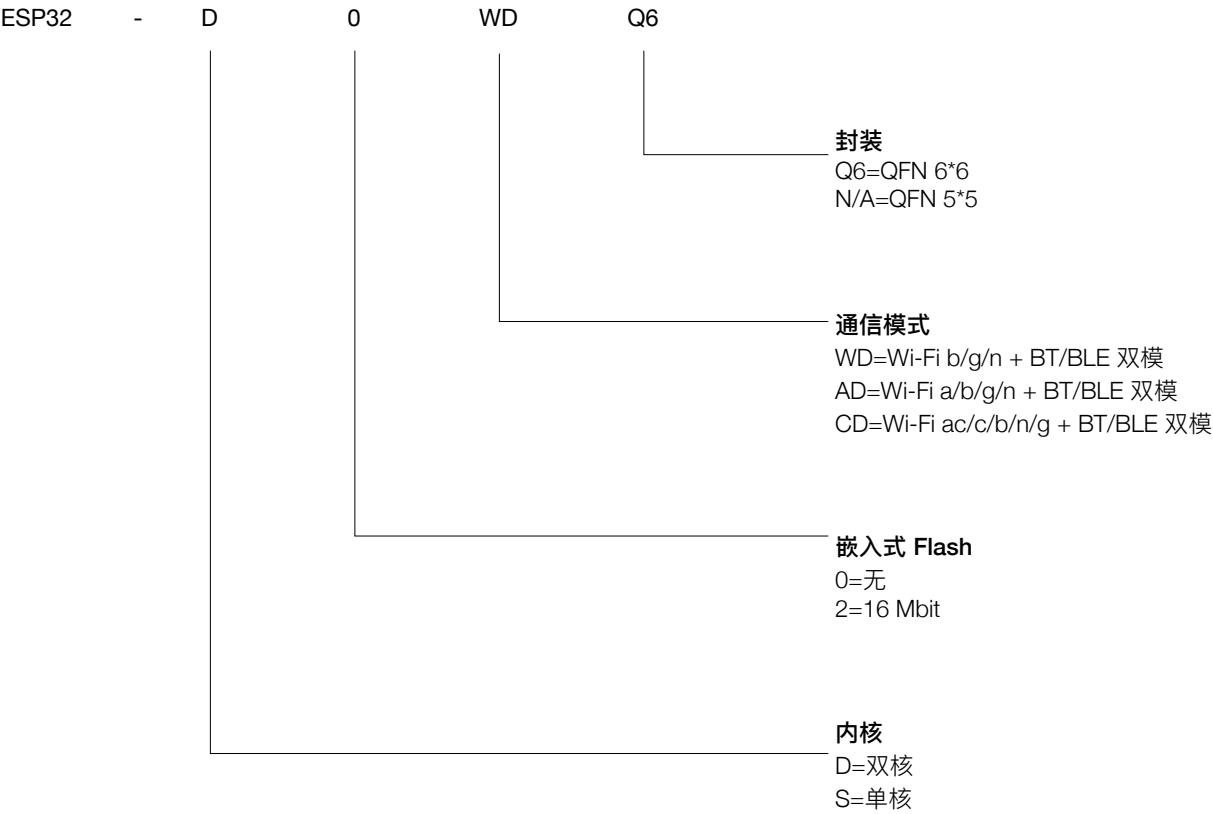 ESP32 - D 0 WD Q6
封装
Q6=QFN 6*6
N/A=QFN 5*5
通信模式
WD=Wi-Fi b/g/n + BT/BLE 双模
AD=Wi-Fi a/b/g/n + BT/BLE 双模
CD=Wi-Fi ac/c/b/n/g + BT/BLE 双模
嵌入式 Flash
0=无
2=16 Mbit
内核
D=双核
S=单核